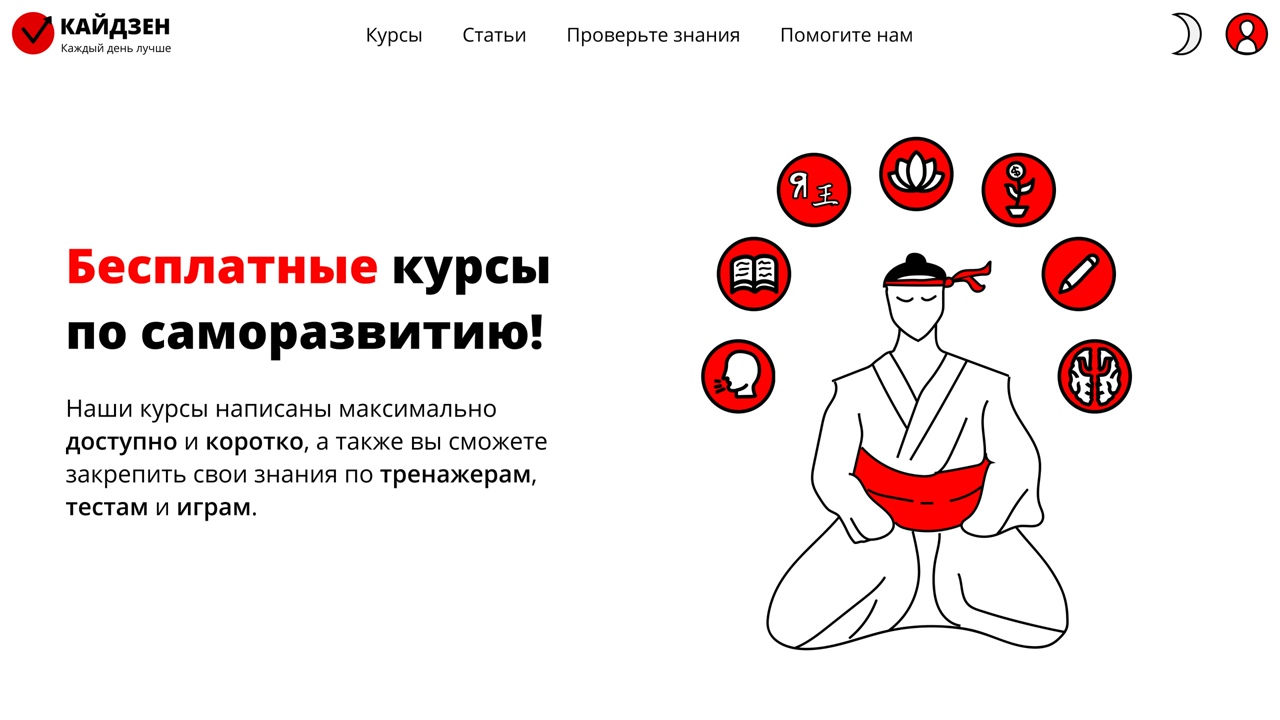 КАЙДЗЕН
Каждый день лучше
Курсы
Статьи
Проверьте знания
Помогите нам
Бесплатные курсы
по саморазвитию!
Наши курсы написаны максимально
доступно и коротко, а также вы сможете
закрепить свои знания по тренажерам,
тестам и играм.
Я 王
$